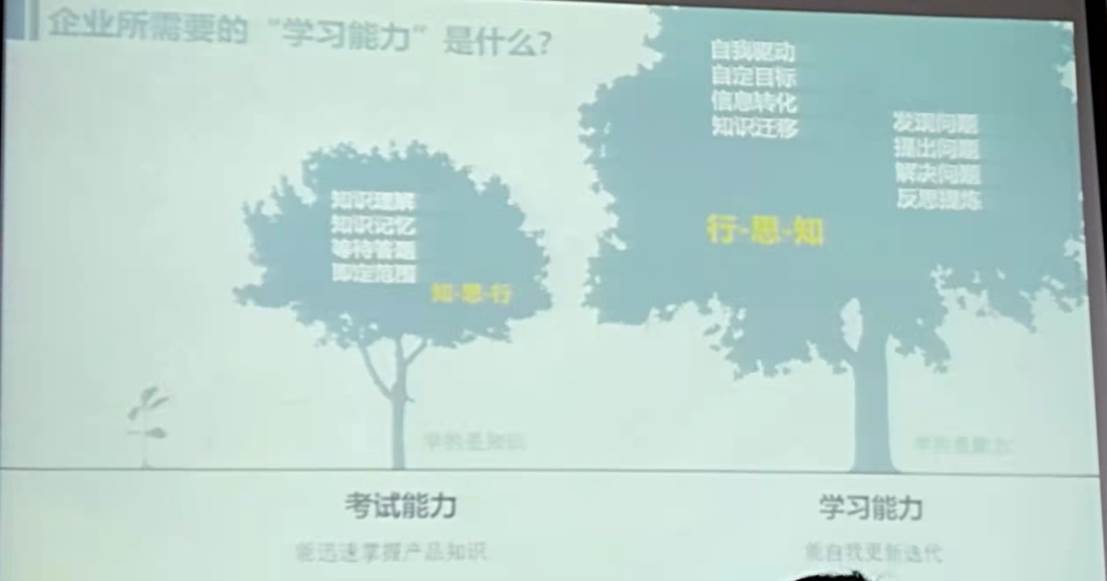 企业所需要的“学习能力”是什么？
自我驱动
自定目标
信息转化
知识迁移
发现问题
提出问题
解决问题
反思提炼
行-思-知
知识理解
知识记忆
等待答题
限定范围
知-思-行
学的是知识
学的是能力
考试能力
能迅速掌握产品知识
学习能力
能自我更新迭代